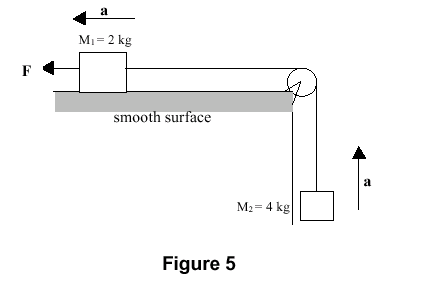 a
M₁ = 2 kg
F
smooth surface
a
M₂ = 4 kg
Figure 5